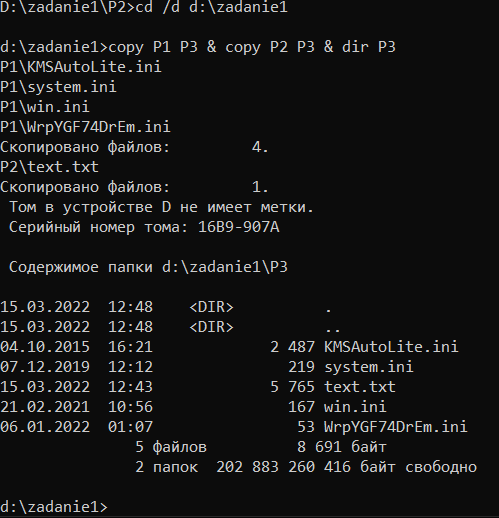 D:\zadanie1\P2>cd /d d:\zadanie1
d:\zadanie1>copy P1 P3 & copy P2 P3 & dir P3
P1\KMSAutoLite.ini
P1\system.ini
P1\win.ini
P1\WrpYGF74DrEm.ini
Скопировано файлов:         4.
P2\text.txt
Скопировано файлов:         1.
 Том в устройстве D не имеет метки.
 Серийный номер тома: 16B9-907A
 Содержимое папки d:\zadanie1\P3
15.03.2022  12:48    <DIR>          .
15.03.2022  12:48    <DIR>          ..
04.10.2015  16:21             2 487 KMSAutoLite.ini
07.12.2019  12:12               219 system.ini
15.03.2022  12:43             5 765 text.txt
21.02.2021  10:56               167 win.ini
06.01.2022  01:07                53 WrpYGF74DrEm.ini
               5 файлов          8 691 байт
               2 папок  202 883 260 416 байт свободно
d:\zadanie1>